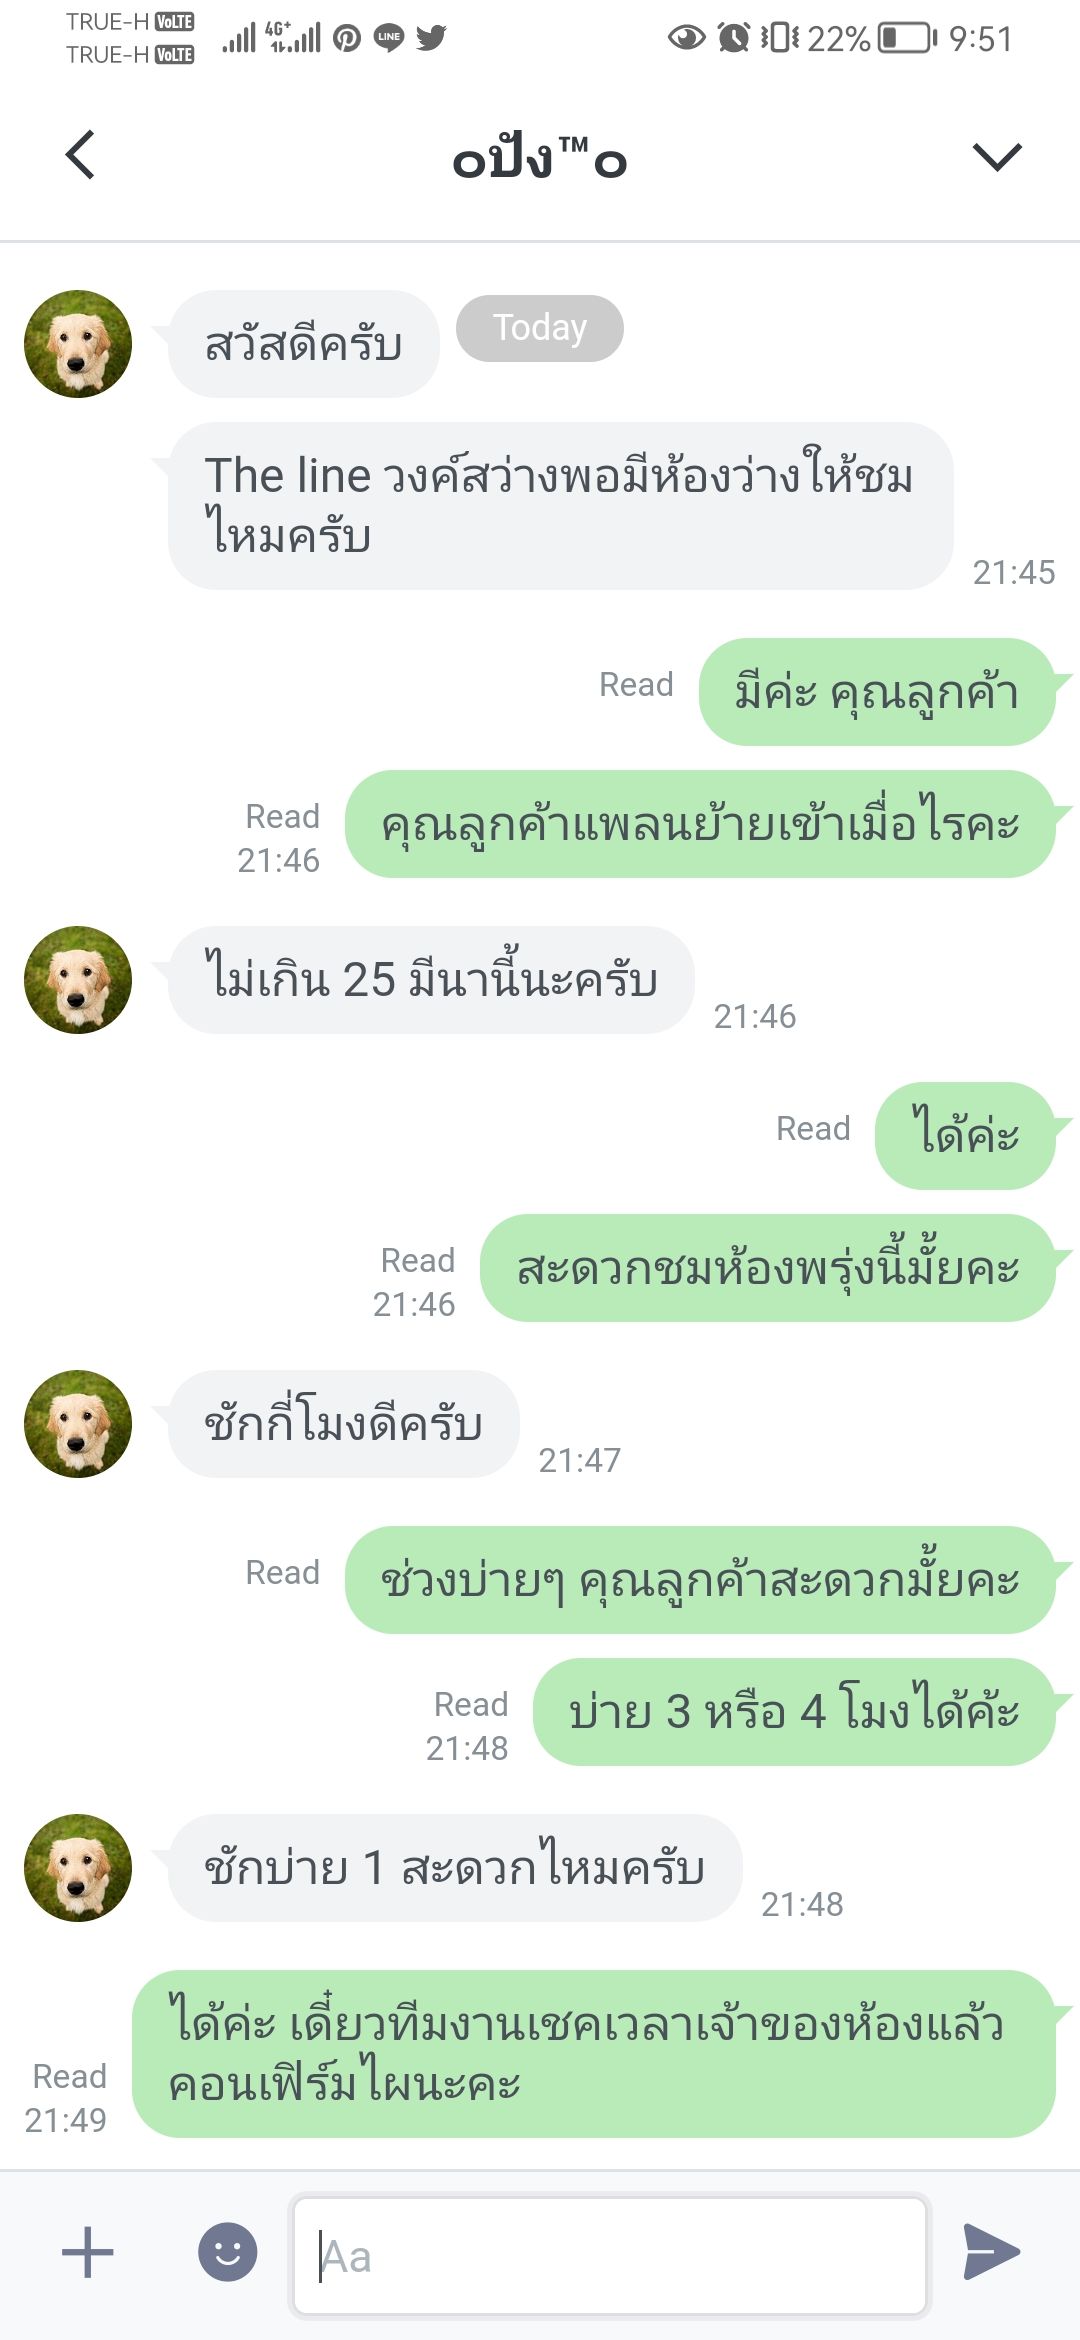 TRUE-H VoLTE
TRUE-H VoLTE
4G+
LINE
22%
9:51
oปัง™o
Today
สวัสดีครับ
The line วงค์สว่างพอมีห้องว่างให้ชม
ไหมครับ
21:45
Read
มีค่ะ คุณลูกค้า
Read
21:46
คุณลูกค้าแพลนย้ายเข้าเมื่อไรคะ
ไม่เกิน 25 มีนานี้นะครับ
21:46
Read
ได้ค่ะ
Read
21:46
สะดวกชมห้องพรุ่งนี้มั้ยคะ
ชักกี่โมงดีครับ
21:47
Read
ช่วงบ่ายๆ คุณลูกค้าสะดวกมั้ยคะ
Read
21:48
บ่าย 3 หรือ 4 โมงได้ค้ะ
ชักบ่าย 1 สะดวกไหมครับ
21:48
Read
21:49
ได้ค่ะ เดี๋ยวทีมงานเชคเวลาเจ้าของห้องแล้ว
คอนเฟิร์มไผนะคะ
Aa